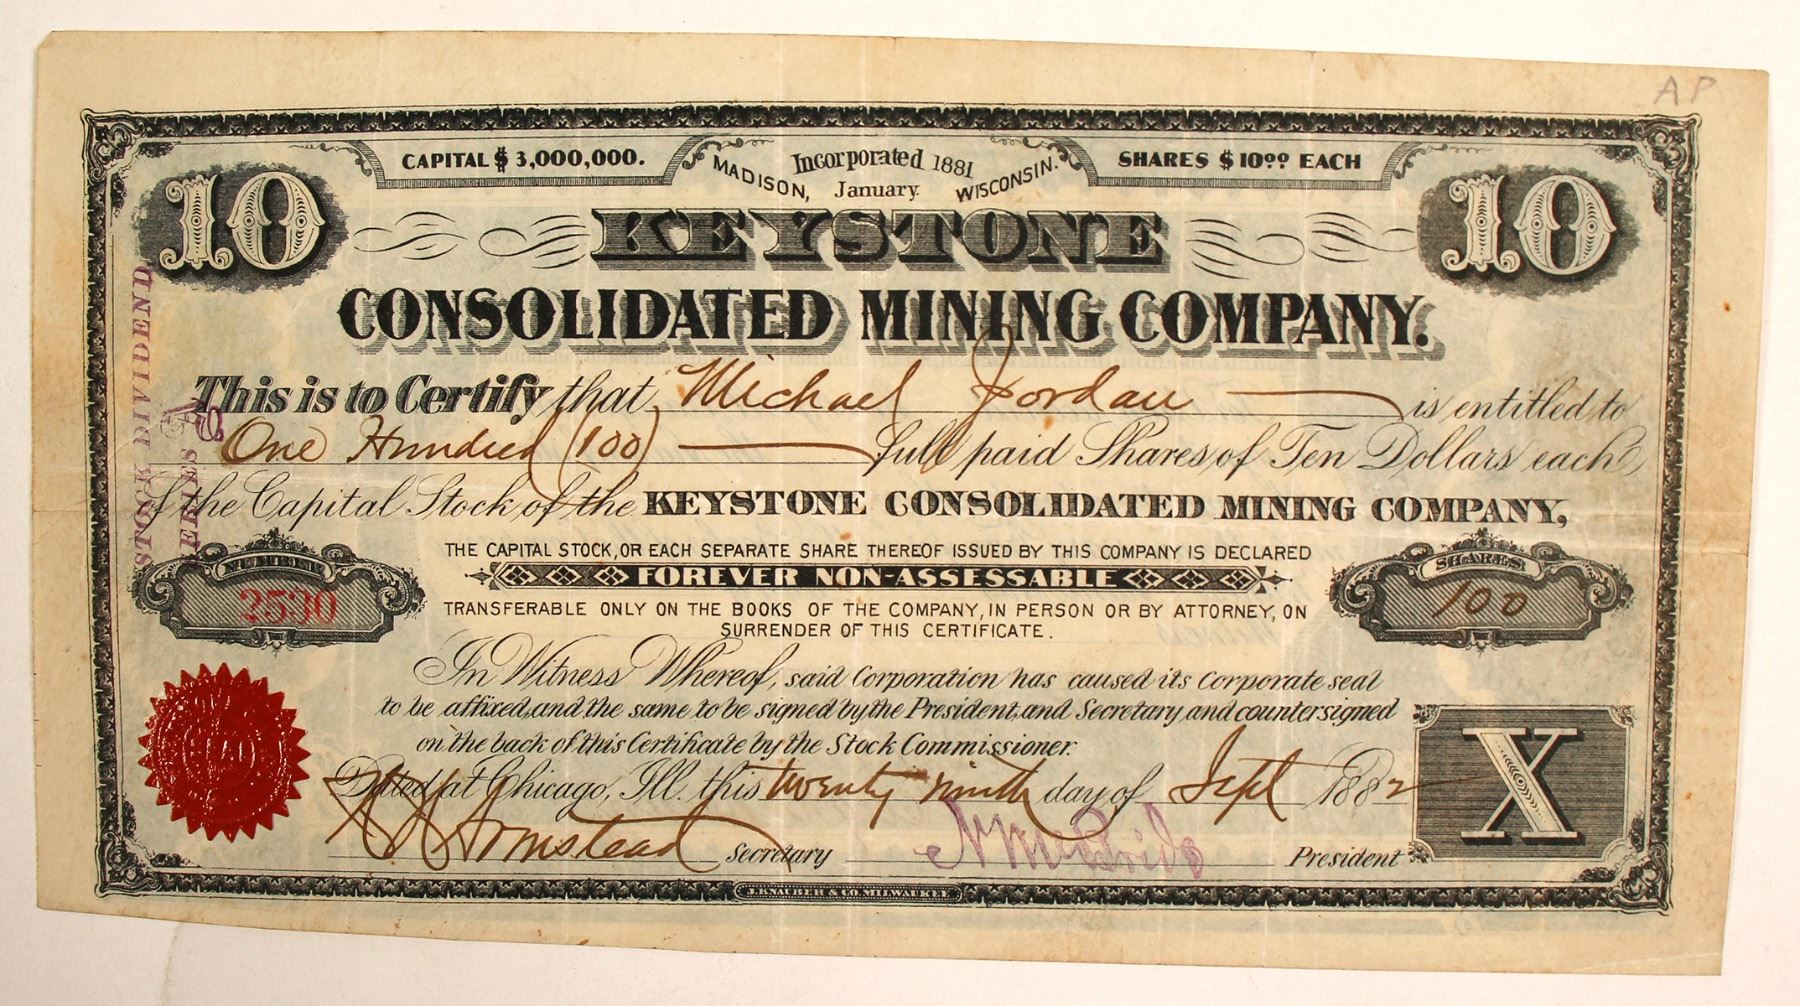 AP
CAPITAL $ 3,000,000.
Incorporated 1881
MADISON, January. WISCONSIN.
SHARES $10.00 EACH
10
10
KEYSTONE
CONSOLIDATED MINING COMPANY.
This is to Certify that Michael Jordan is entitled to
One Hundred (100) full paid Shares of Ten Dollars each
of the Capital Stock of the KEYSTONE CONSOLIDATED MINING COMPANY,
STOCK DIVIDEND
SERIES A
THE CAPITAL STOCK, OR EACH SEPARATE SHARE THEREOF ISSUED BY THIS COMPANY IS DECLARED
FOREVER NON-ASSESSABLE
TRANSFERABLE ONLY ON THE BOOKS OF THE COMPANY, IN PERSON OR BY ATTORNEY, ON
SURRENDER OF THIS CERTIFICATE.
NUMBER
2530
SHARES
100
In Witness Whereof, said Corporation has caused its Corporate seal
to be affixed, and the same to be signed by the President, and Secretary and countersigned
on the back of this Certificate by the Stock Commissioner.
Dated at Chicago, Ill. this twenty ninth day of Sept 1882
X
Secretary
McBride President
J. KNAUBER & CO. MILWAUKEE